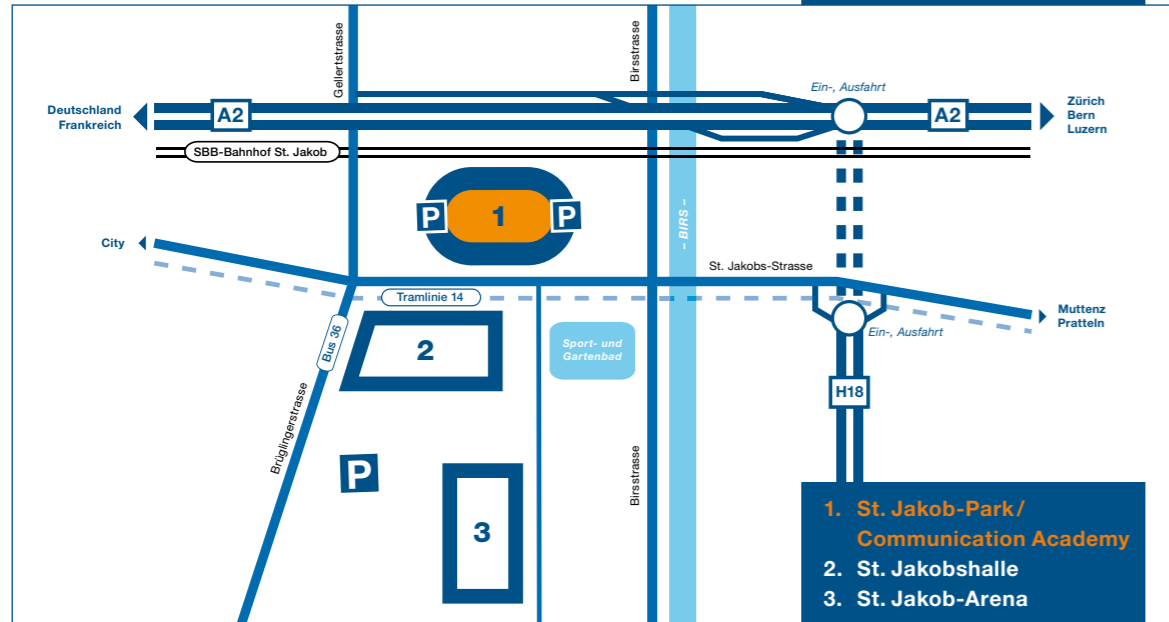 Gellertstrasse
Birsstrasse
Ein-, Ausfahrt
Deutschland
Frankreich
A2
A2
Zürich
Bern
Luzern
SBB-Bahnhof St. Jakob
P
1
P
– BIRS –
City
St. Jakobs-Strasse
Tramlinie 14
Muttenz
Pratteln
Bus 36
2
Sport- und
Gartenbad
Ein-, Ausfahrt
H18
Brüglingerstrasse
P
Birsstrasse
3
1. St. Jakob-Park /
Communication Academy
2. St. Jakobshalle
3. St. Jakob-Arena